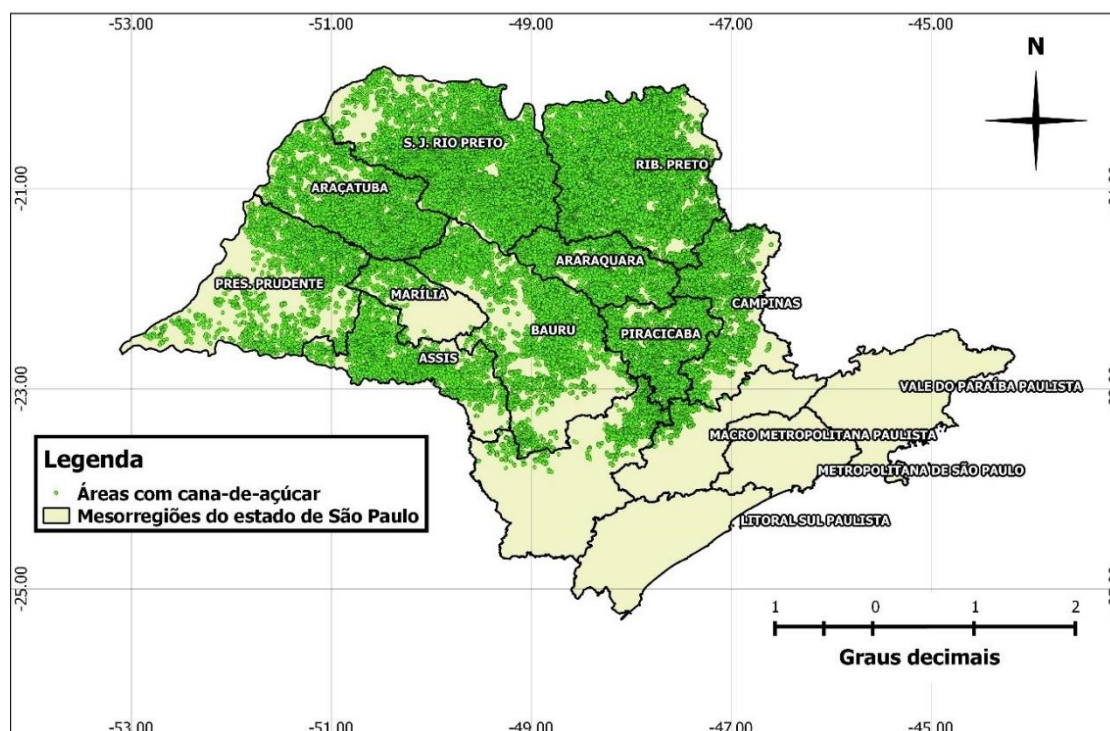 -53.00 -51.00 -49.00 -47.00 -45.00
N
S. J. RIO PRETO
RIB. PRETO
-21.00
ARAÇATUBA
ARARAQUARA
PRES. PRUDENTE
MARÍLIA
CAMPINAS
BAURU
PIRACICABA
ASSIS
-23.00
VALE DO PARAÍBA PAULISTA
MACRO METROPOLITANA PAULISTA
Legenda
METROPOLITANA DE SÃO PAULO
Áreas com cana-de-açúcar
Mesorregiões do estado de São Paulo
LITORAL SUL PAULISTA
-25.00
1 0 1 2
Graus decimais
-53.00 -51.00 -49.00 -47.00 -45.00